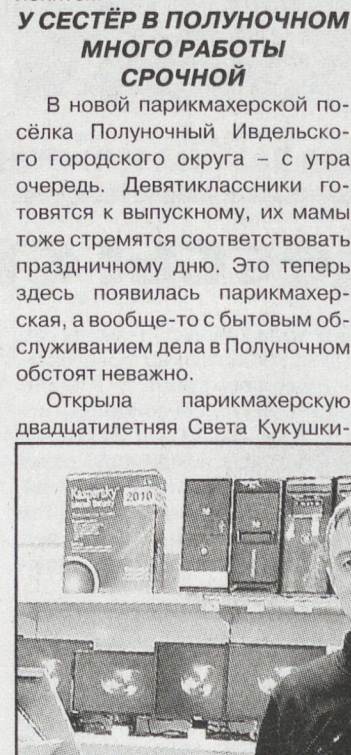 У СЕСТЁР В ПОЛУНОЧНОМ
МНОГО РАБОТЫ
СРОЧНОЙ
В новой парикмахерской по-
сёлка Полуночный Ивдельско-
го городского округа – с утра
очередь. Девятиклассники го-
товятся к выпускному, их мамы
тоже стремятся соответствовать
праздничному дню. Это теперь
здесь появилась парикмахер-
ская, а вообще-то с бытовым об-
служиванием дела в Полуночном
обстоят неважно.
Открыла парикмахерскую
двадцатилетняя Света Кукушки-
Kaspersky
2010